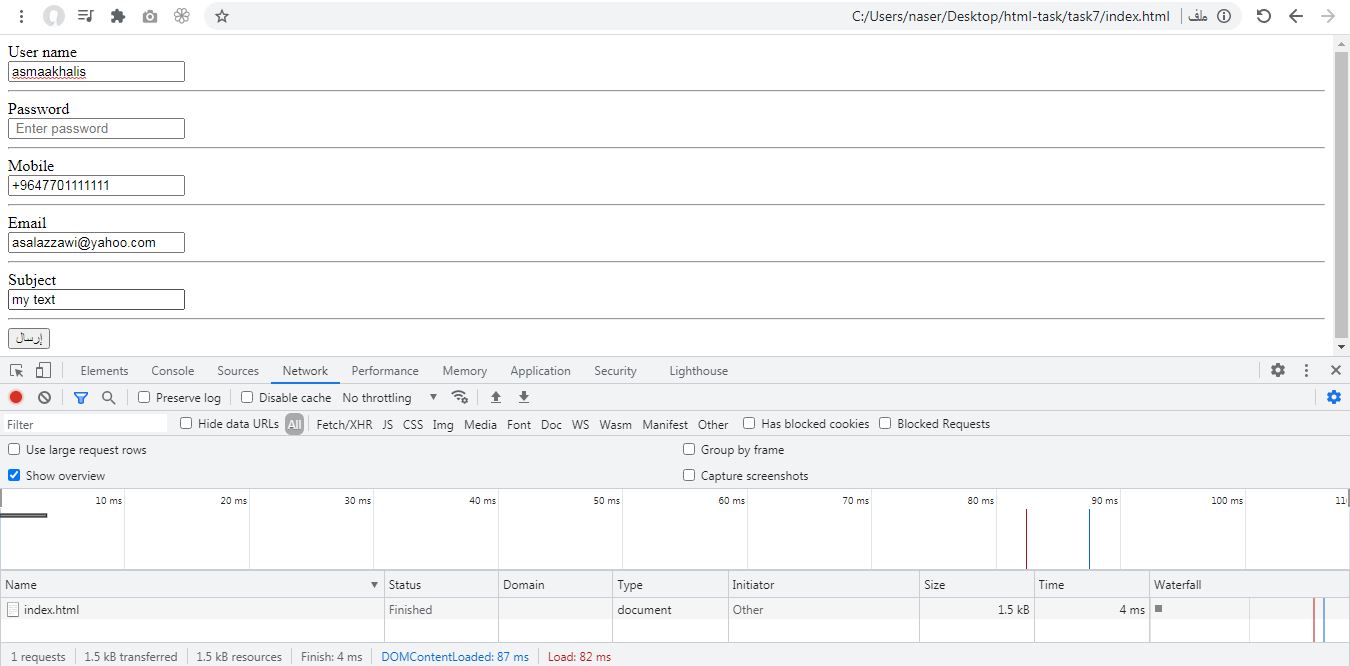 C:/Users/naser/Desktop/html-task/task7/index.html ملف
User name
asmaakhalis
Password
Enter password
Mobile
+9647701111111
Email
asalazzawi@yahoo.com
Subject
my text
إرسال
Elements Console Sources Network Performance Memory Application Security Lighthouse
Preserve log Disable cache No throttling
Filter Hide data URLs All Fetch/XHR JS CSS Img Media Font Doc WS Wasm Manifest Other Has blocked cookies Blocked Requests
Use large request rows Group by frame
Show overview Capture screenshots
10 ms 20 ms 30 ms 40 ms 50 ms 60 ms 70 ms 80 ms 90 ms 100 ms 11
Name Status Domain Type Initiator Size Time Waterfall
index.html Finished document Other 1.5 kB 4 ms
1 requests 1.5 kB transferred 1.5 kB resources Finish: 4 ms DOMContentLoaded: 87 ms Load: 82 ms